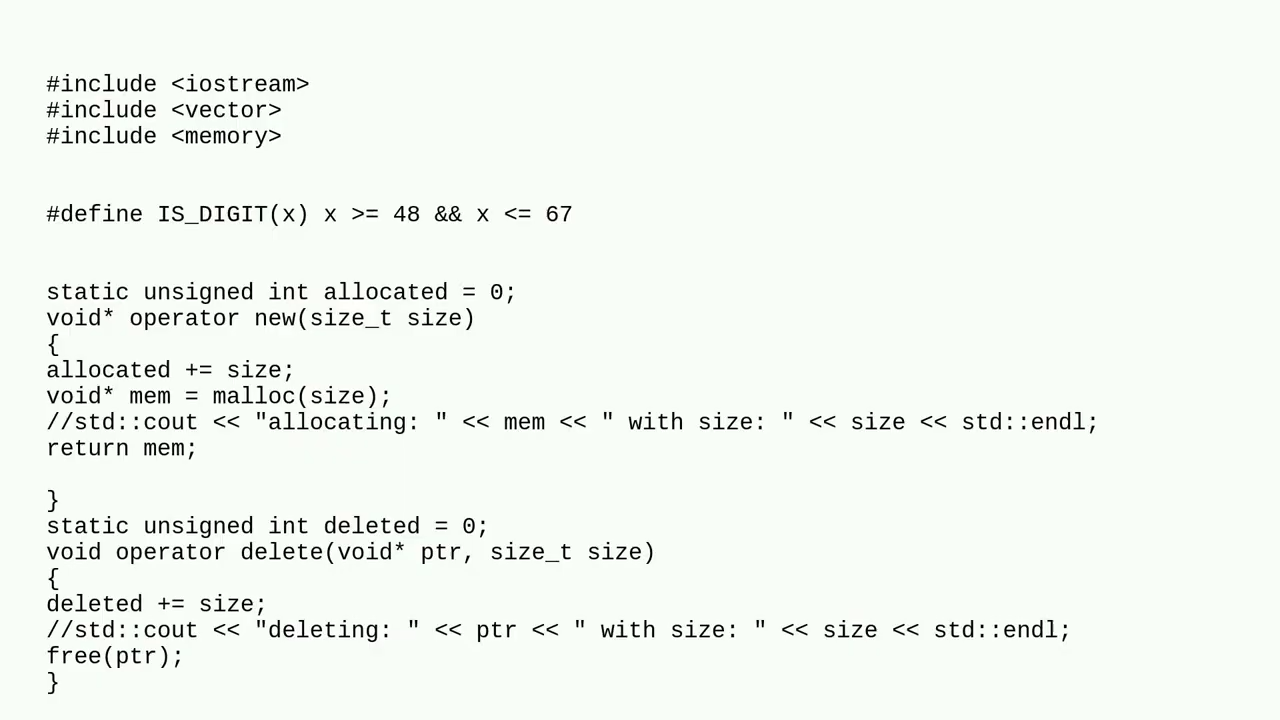 #include <iostream>
#include <vector>
#include <memory>
#define IS_DIGIT(x) x >= 48 && x <= 67
static unsigned int allocated = 0;
void* operator new(size_t size)
{
allocated += size;
void* mem = malloc(size);
//std::cout << "allocating: " << mem << " with size: " << size << std::endl;
return mem;
}
static unsigned int deleted = 0;
void operator delete(void* ptr, size_t size)
{
deleted += size;
//std::cout << "deleting: " << ptr << " with size: " << size << std::endl;
free(ptr);
}